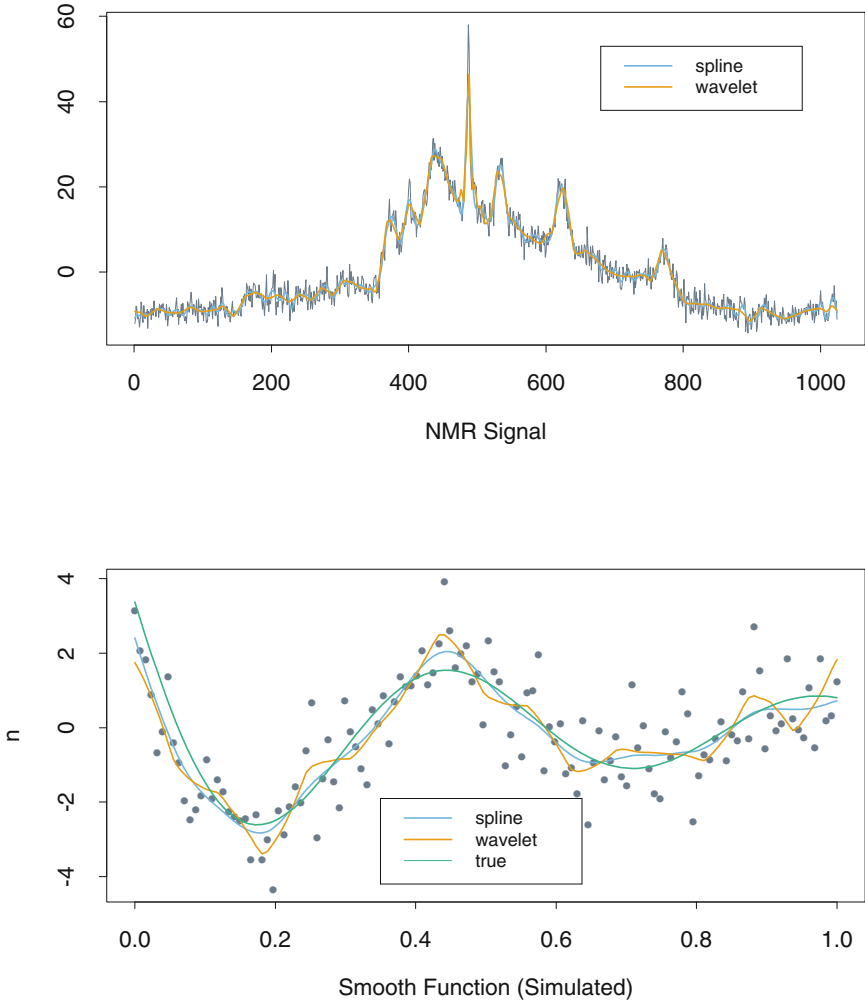 60
40
20
0
spline
wavelet
0 200 400 600 800 1000
NMR Signal
4
2
0
-2
-4
n
spline
wavelet
true
0.0 0.2 0.4 0.6 0.8 1.0
Smooth Function (Simulated)